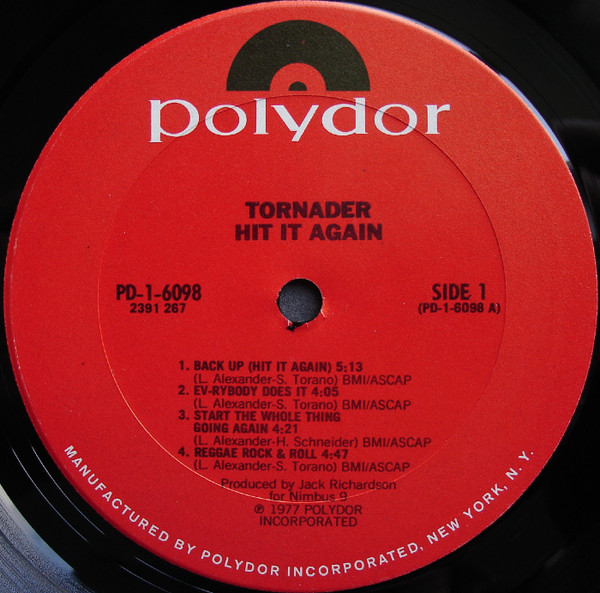 polydor
TORNADER
HIT IT AGAIN
PD-1-6098
2391 267
SIDE 1
(PD-1-6098 A)
1. BACK UP (HIT IT AGAIN) 5:13
(L. Alexander-S. Torano) BMI/ASCAP
2. EV-RYBODY DOES IT 4:05
(L. Alexander-S. Torano) BMI/ASCAP
3. START THE WHOLE THING
GOING AGAIN 4:21
(L. Alexander-H. Schneider) BMI/ASCAP
4. REGGAE ROCK & ROLL 4:47
(L. Alexander-S. Torano) BMI/ASCAP
Produced by Jack Richardson
for Nimbus 9
℗ 1977 POLYDOR
INCORPORATED
MANUFACTURED BY POLYDOR INCORPORATED, NEW YORK, N. Y.